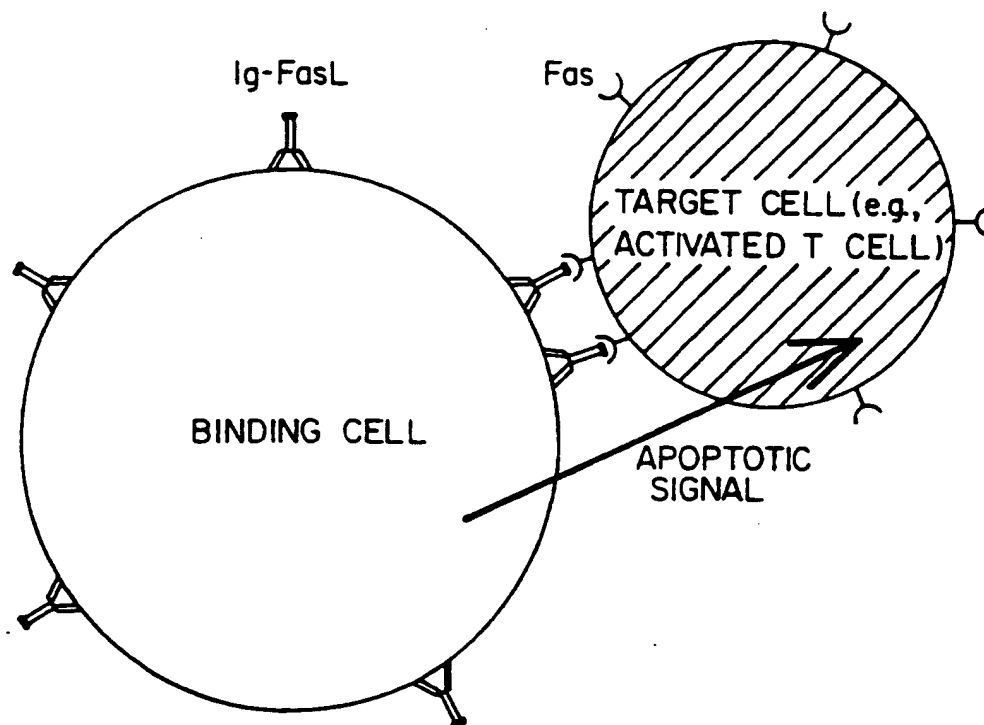 Ig-FasL
Fas
TARGET CELL (e.g.,
ACTIVATED T CELL)
BINDING CELL
APOPTOTIC
SIGNAL